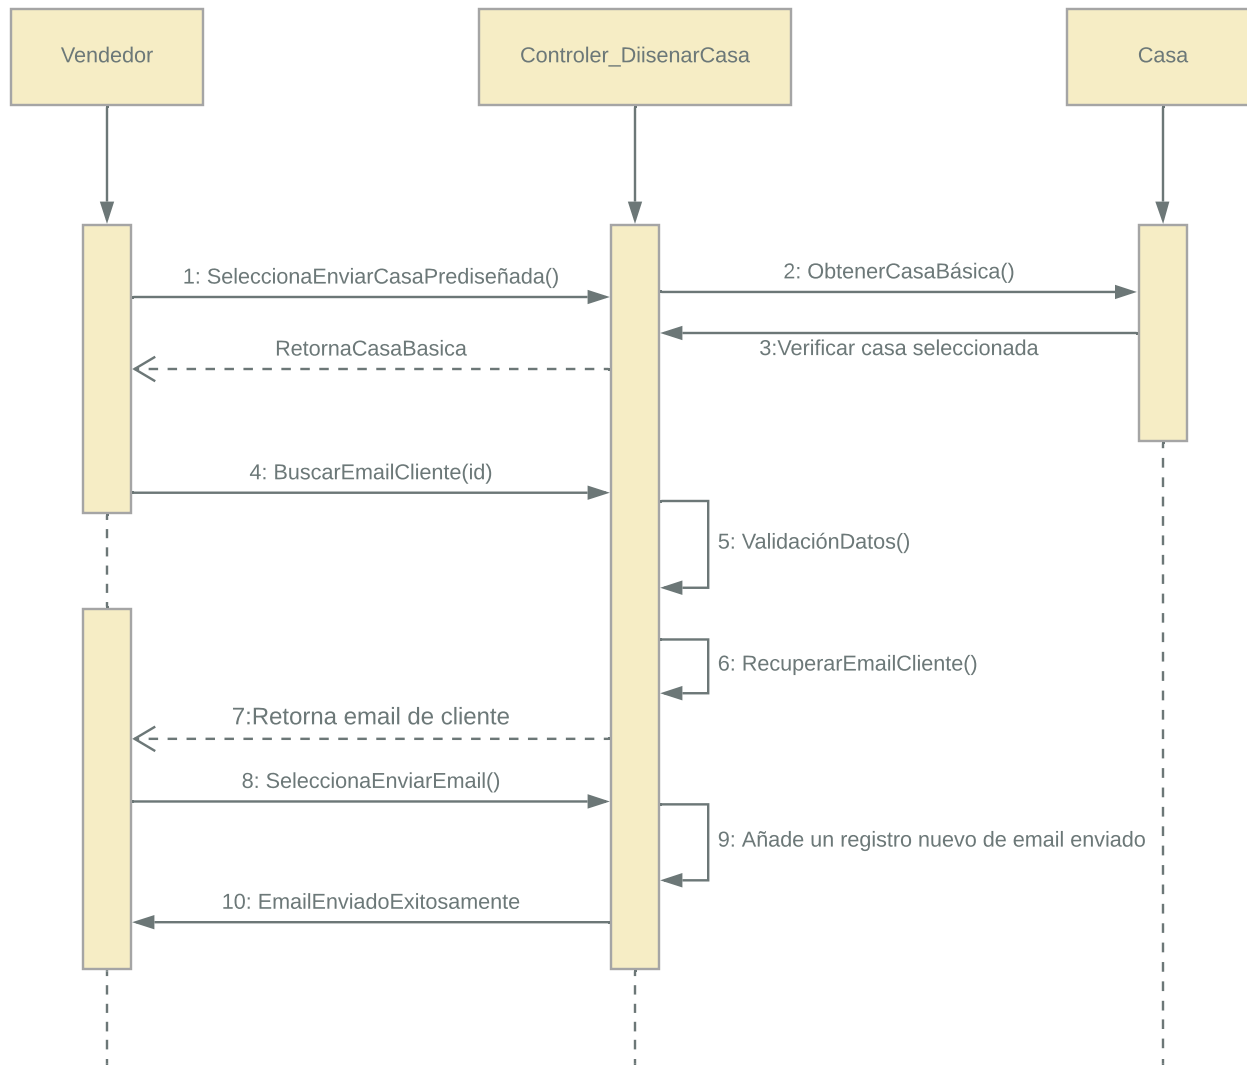 Vendedor
Controler_DiisenarCasa
Casa
1: SeleccionaEnviarCasaPrediseñada()
2: ObtenerCasaBásica()
RetornaCasaBasica
3:Verificar casa seleccionada
4: BuscarEmailCliente(id)
5: ValidaciónDatos()
6: RecuperarEmailCliente()
7:Retorna email de cliente
8: SeleccionaEnviarEmail()
9: Añade un registro nuevo de email enviado
10: EmailEnviadoExitosamente